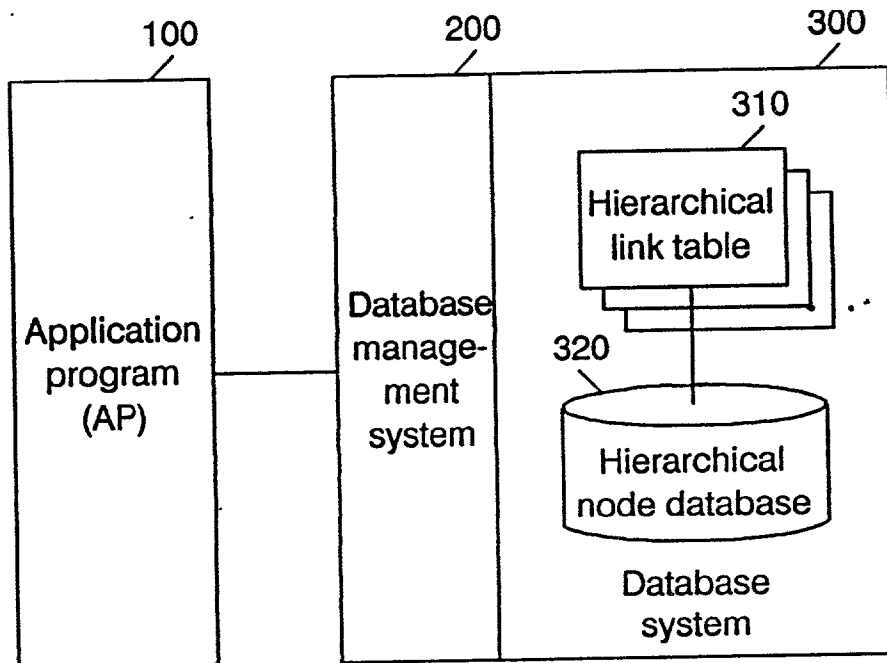 100
200
300
310
Hierarchical
link table
Application
program
(AP)
Database
manage-
ment
system
320
Hierarchical
node database
Database
system